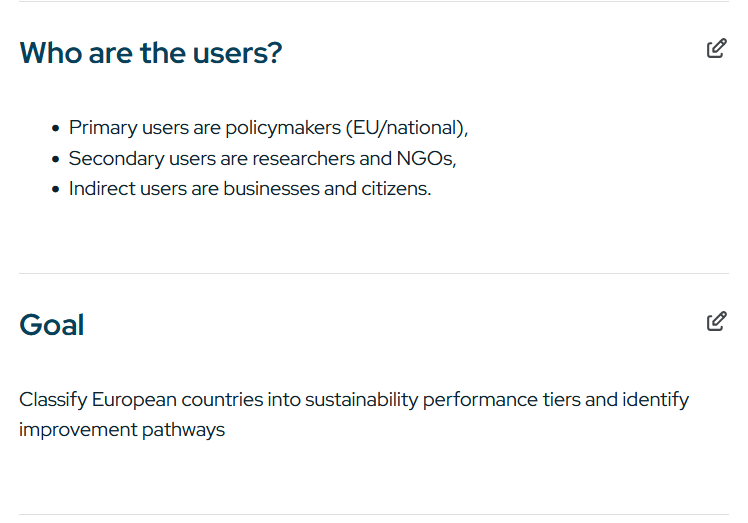 Who are the users?
• Primary users are policymakers (EU/national),
• Secondary users are researchers and NGOs,
• Indirect users are businesses and citizens.
Goal
Classify European countries into sustainability performance tiers and identify
improvement pathways